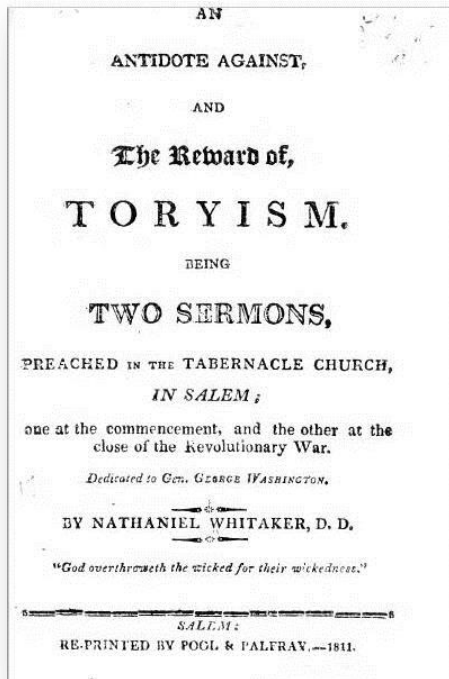 AN
ANTIDOTE AGAINST,
AND
The Reward of,
TORYISM.
BEING
TWO SERMONS,
PREACHED IN THE TABERNACLE CHURCH,
IN SALEM;
one at the commencement, and the other at the
close of the Revolutionary War.
Dedicated to Gen. GEORGE WASHINGTON.
BY NATHANIEL WHITAKER, D. D.
"God overthroweth the wicked for their wickedness."
SALEM:
RE-PRINTED BY POOL & PALFRAY.—1811.